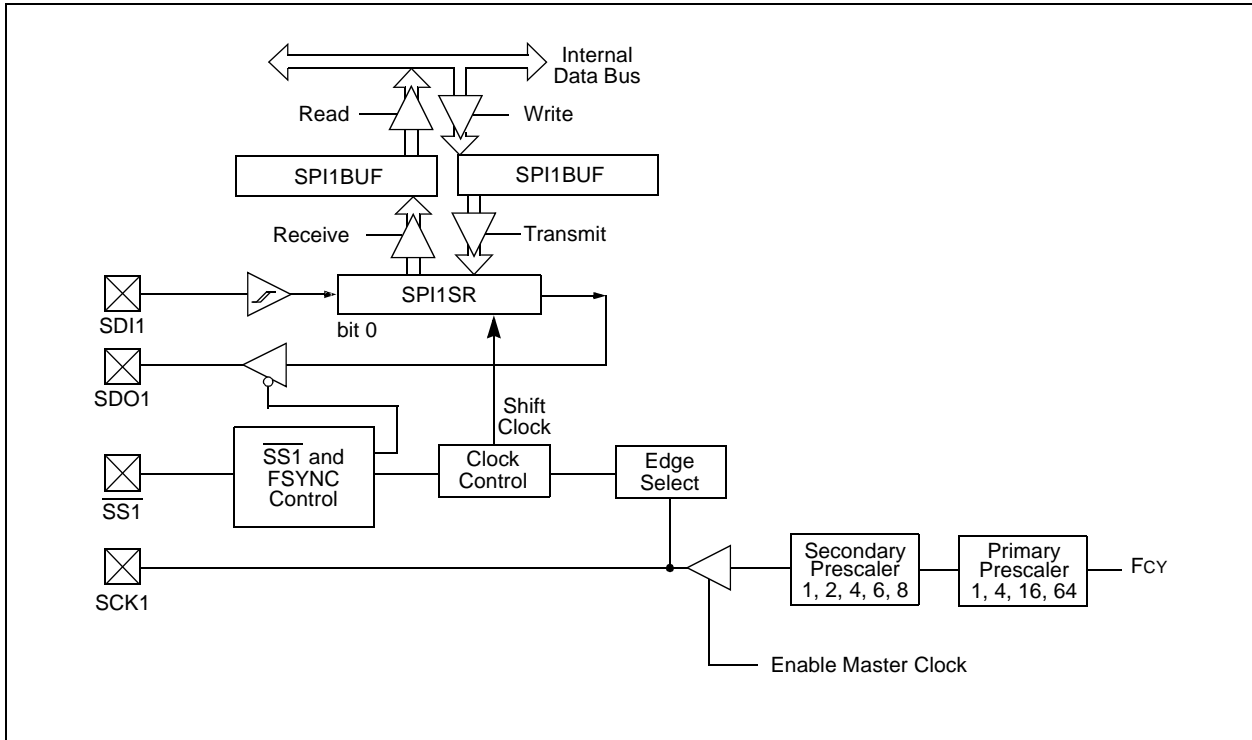 Internal
Data Bus
Read
Write
SPI1BUF
SPI1BUF
Receive
Transmit
SDI1
SPI1SR
bit 0
SDO1
Shift
Clock
SS1 and
FSYNC
Control
Clock
Control
Edge
Select
SS1
SCK1
Secondary
Prescaler
1, 2, 4, 6, 8
Primary
Prescaler
1, 4, 16, 64
FCY
Enable Master Clock